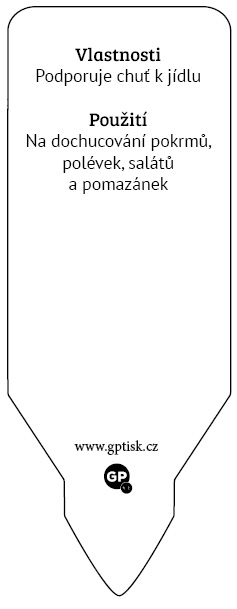 Vlastnosti
Podporuje chuť k jídlu
Použití
Na dochucování pokrmů,
polévek, salátů
a pomazánek
www.gptisk.cz
GP